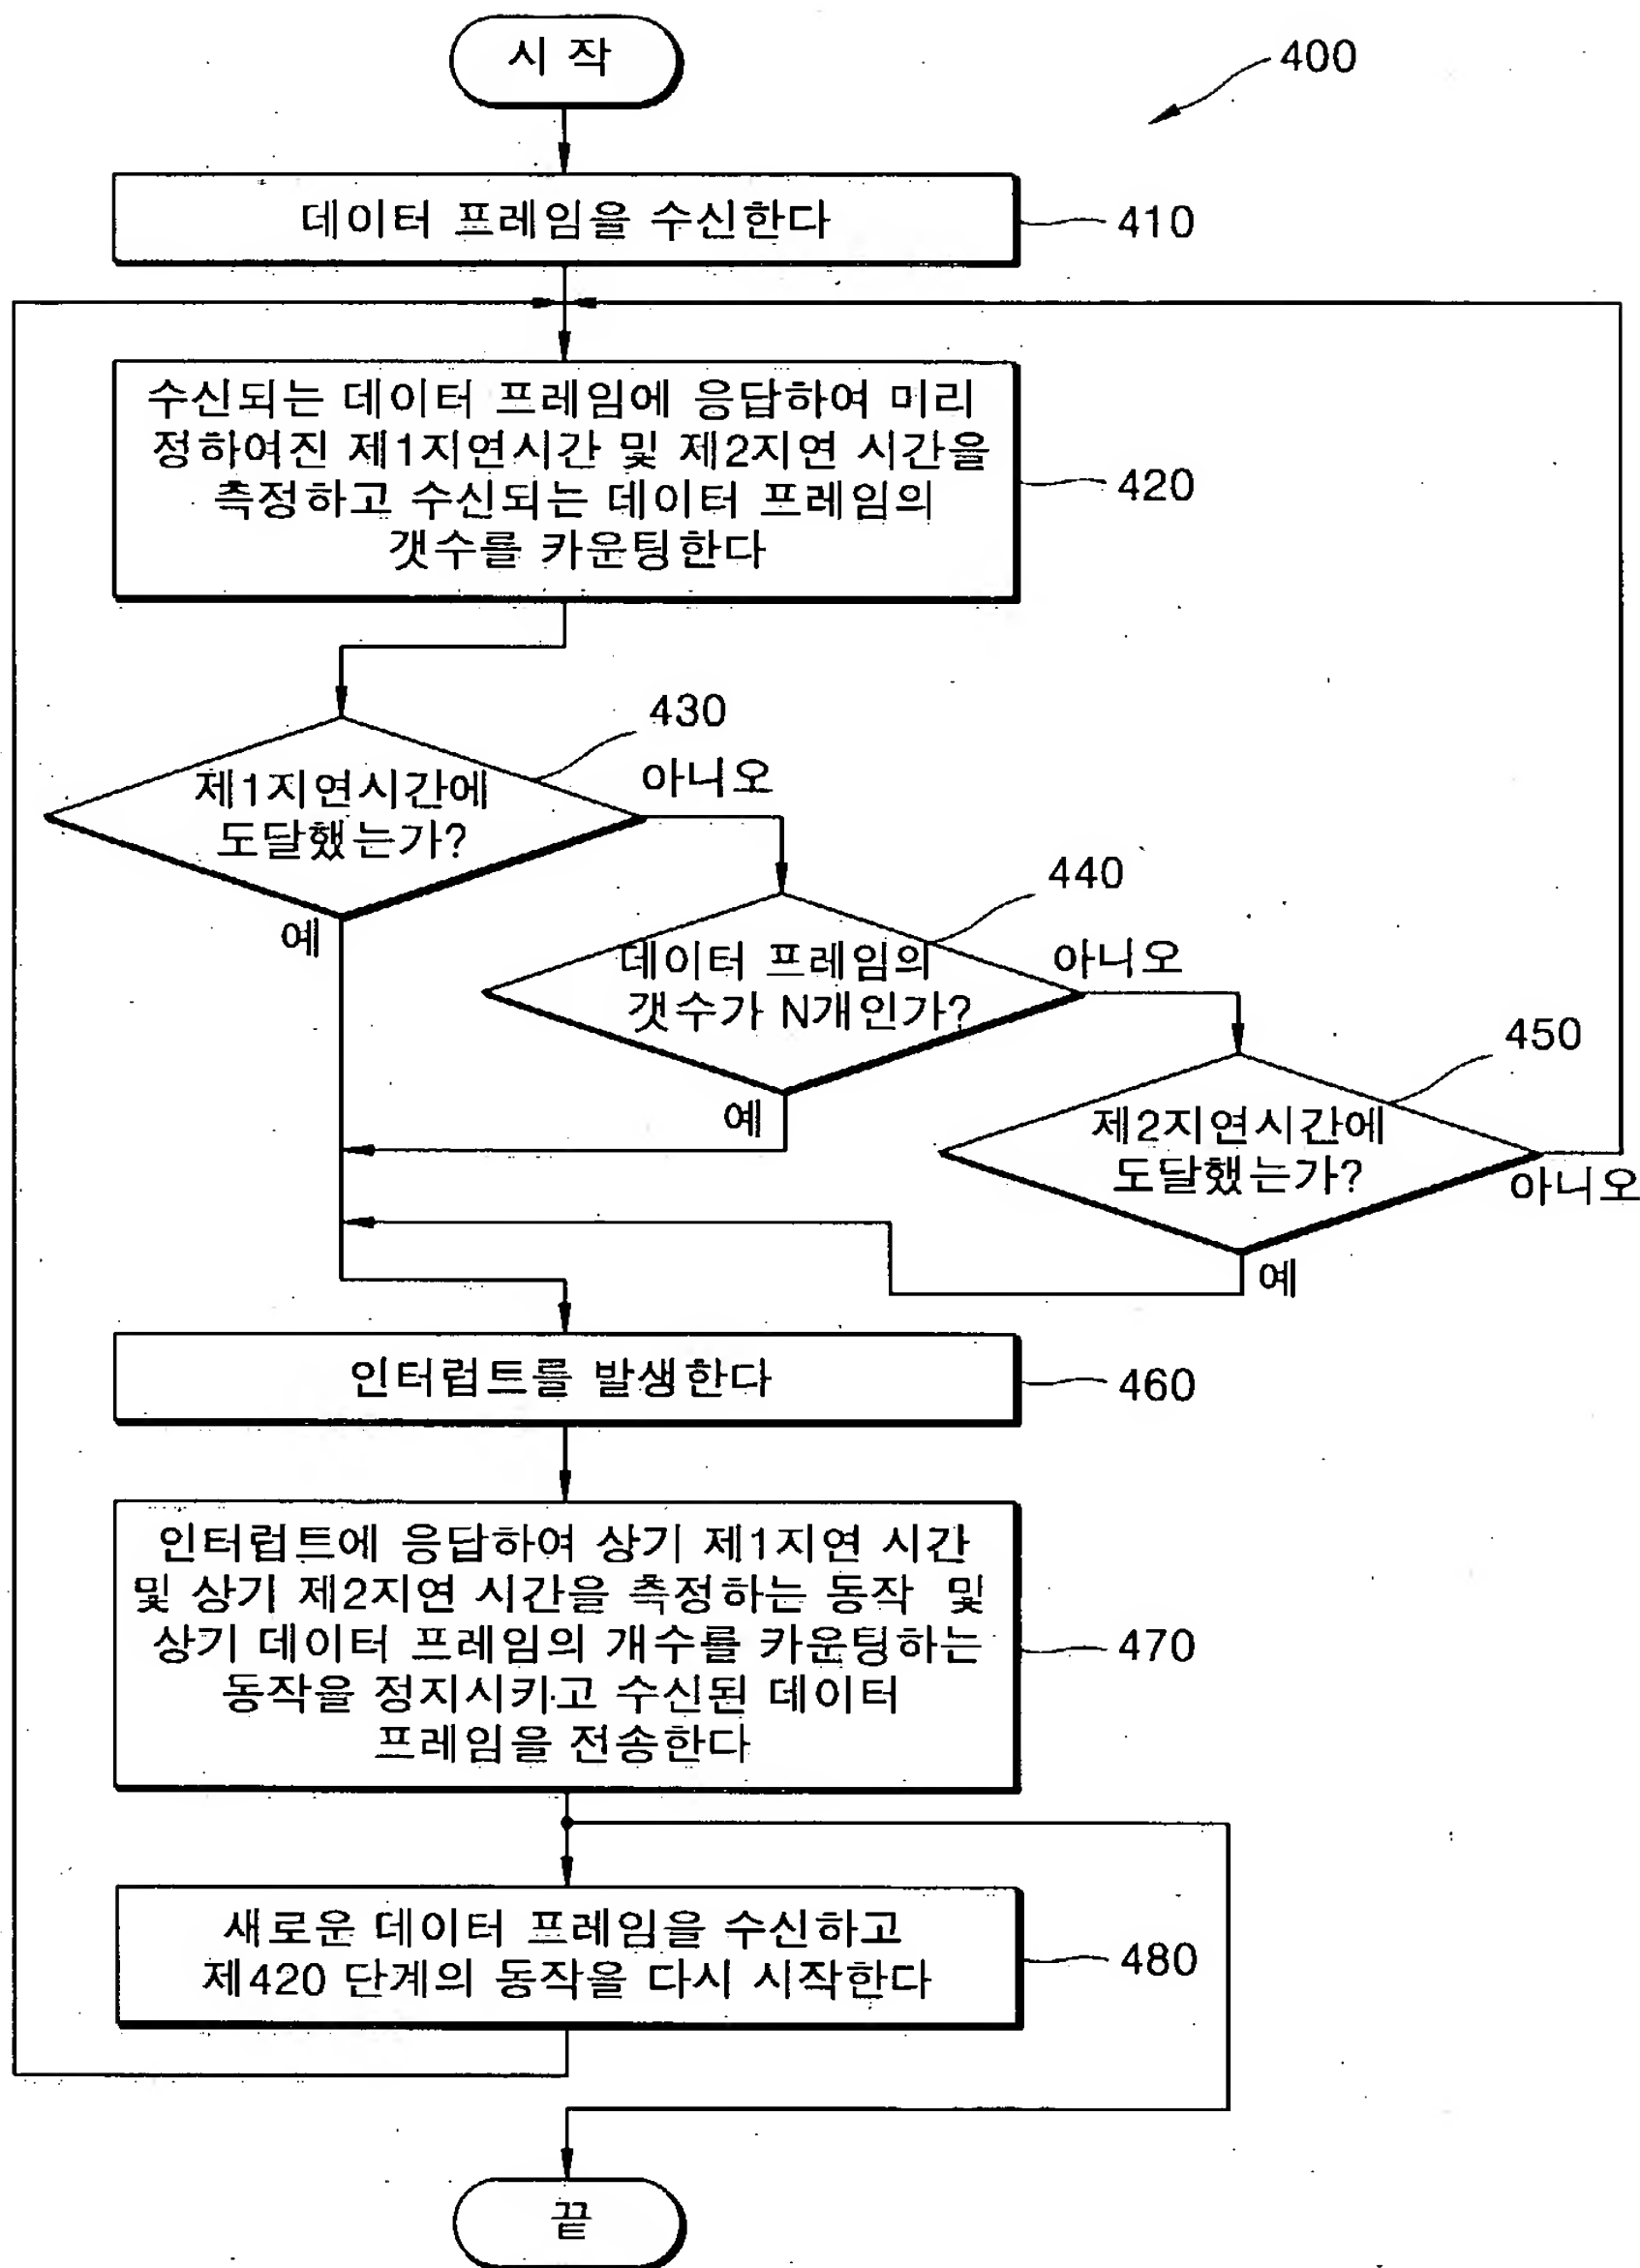 시 작
400
데이터 프레임을 수신한다
410
수신되는 데이터 프레임에 응답하여 미리
정하여진 제1지연시간 및 제2지연 시간을
측정하고 수신되는 데이터 프레임의
갯수를 카운팅한다
420
430
제1지연시간에
도달했는가?
아니오
예
440
데이터 프레임의
갯수가 N개인가?
아니오
예
450
제2지연시간에
도달했는가?
아니오
예
인터럽트를 발생한다
460
인터럽트에 응답하여 상기 제1지연 시간
및 상기 제2지연 시간을 측정하는 동작 및
상기 데이터 프레임의 개수를 카운팅하는
동작을 정지시키고 수신된 데이터
프레임을 전송한다
470
새로운 데이터 프레임을 수신하고
제420 단계의 동작을 다시 시작한다
480
끝